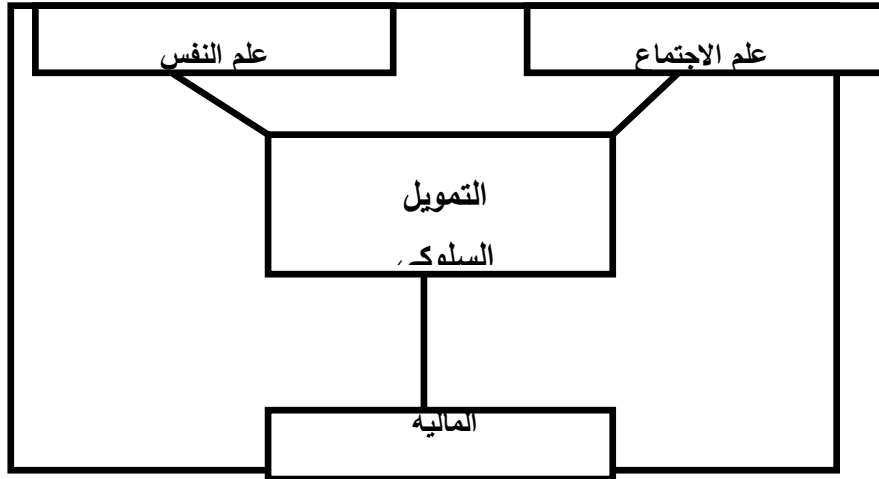 علم الاجتماع
علم النفس
التمويل
السلوكي
الماليه